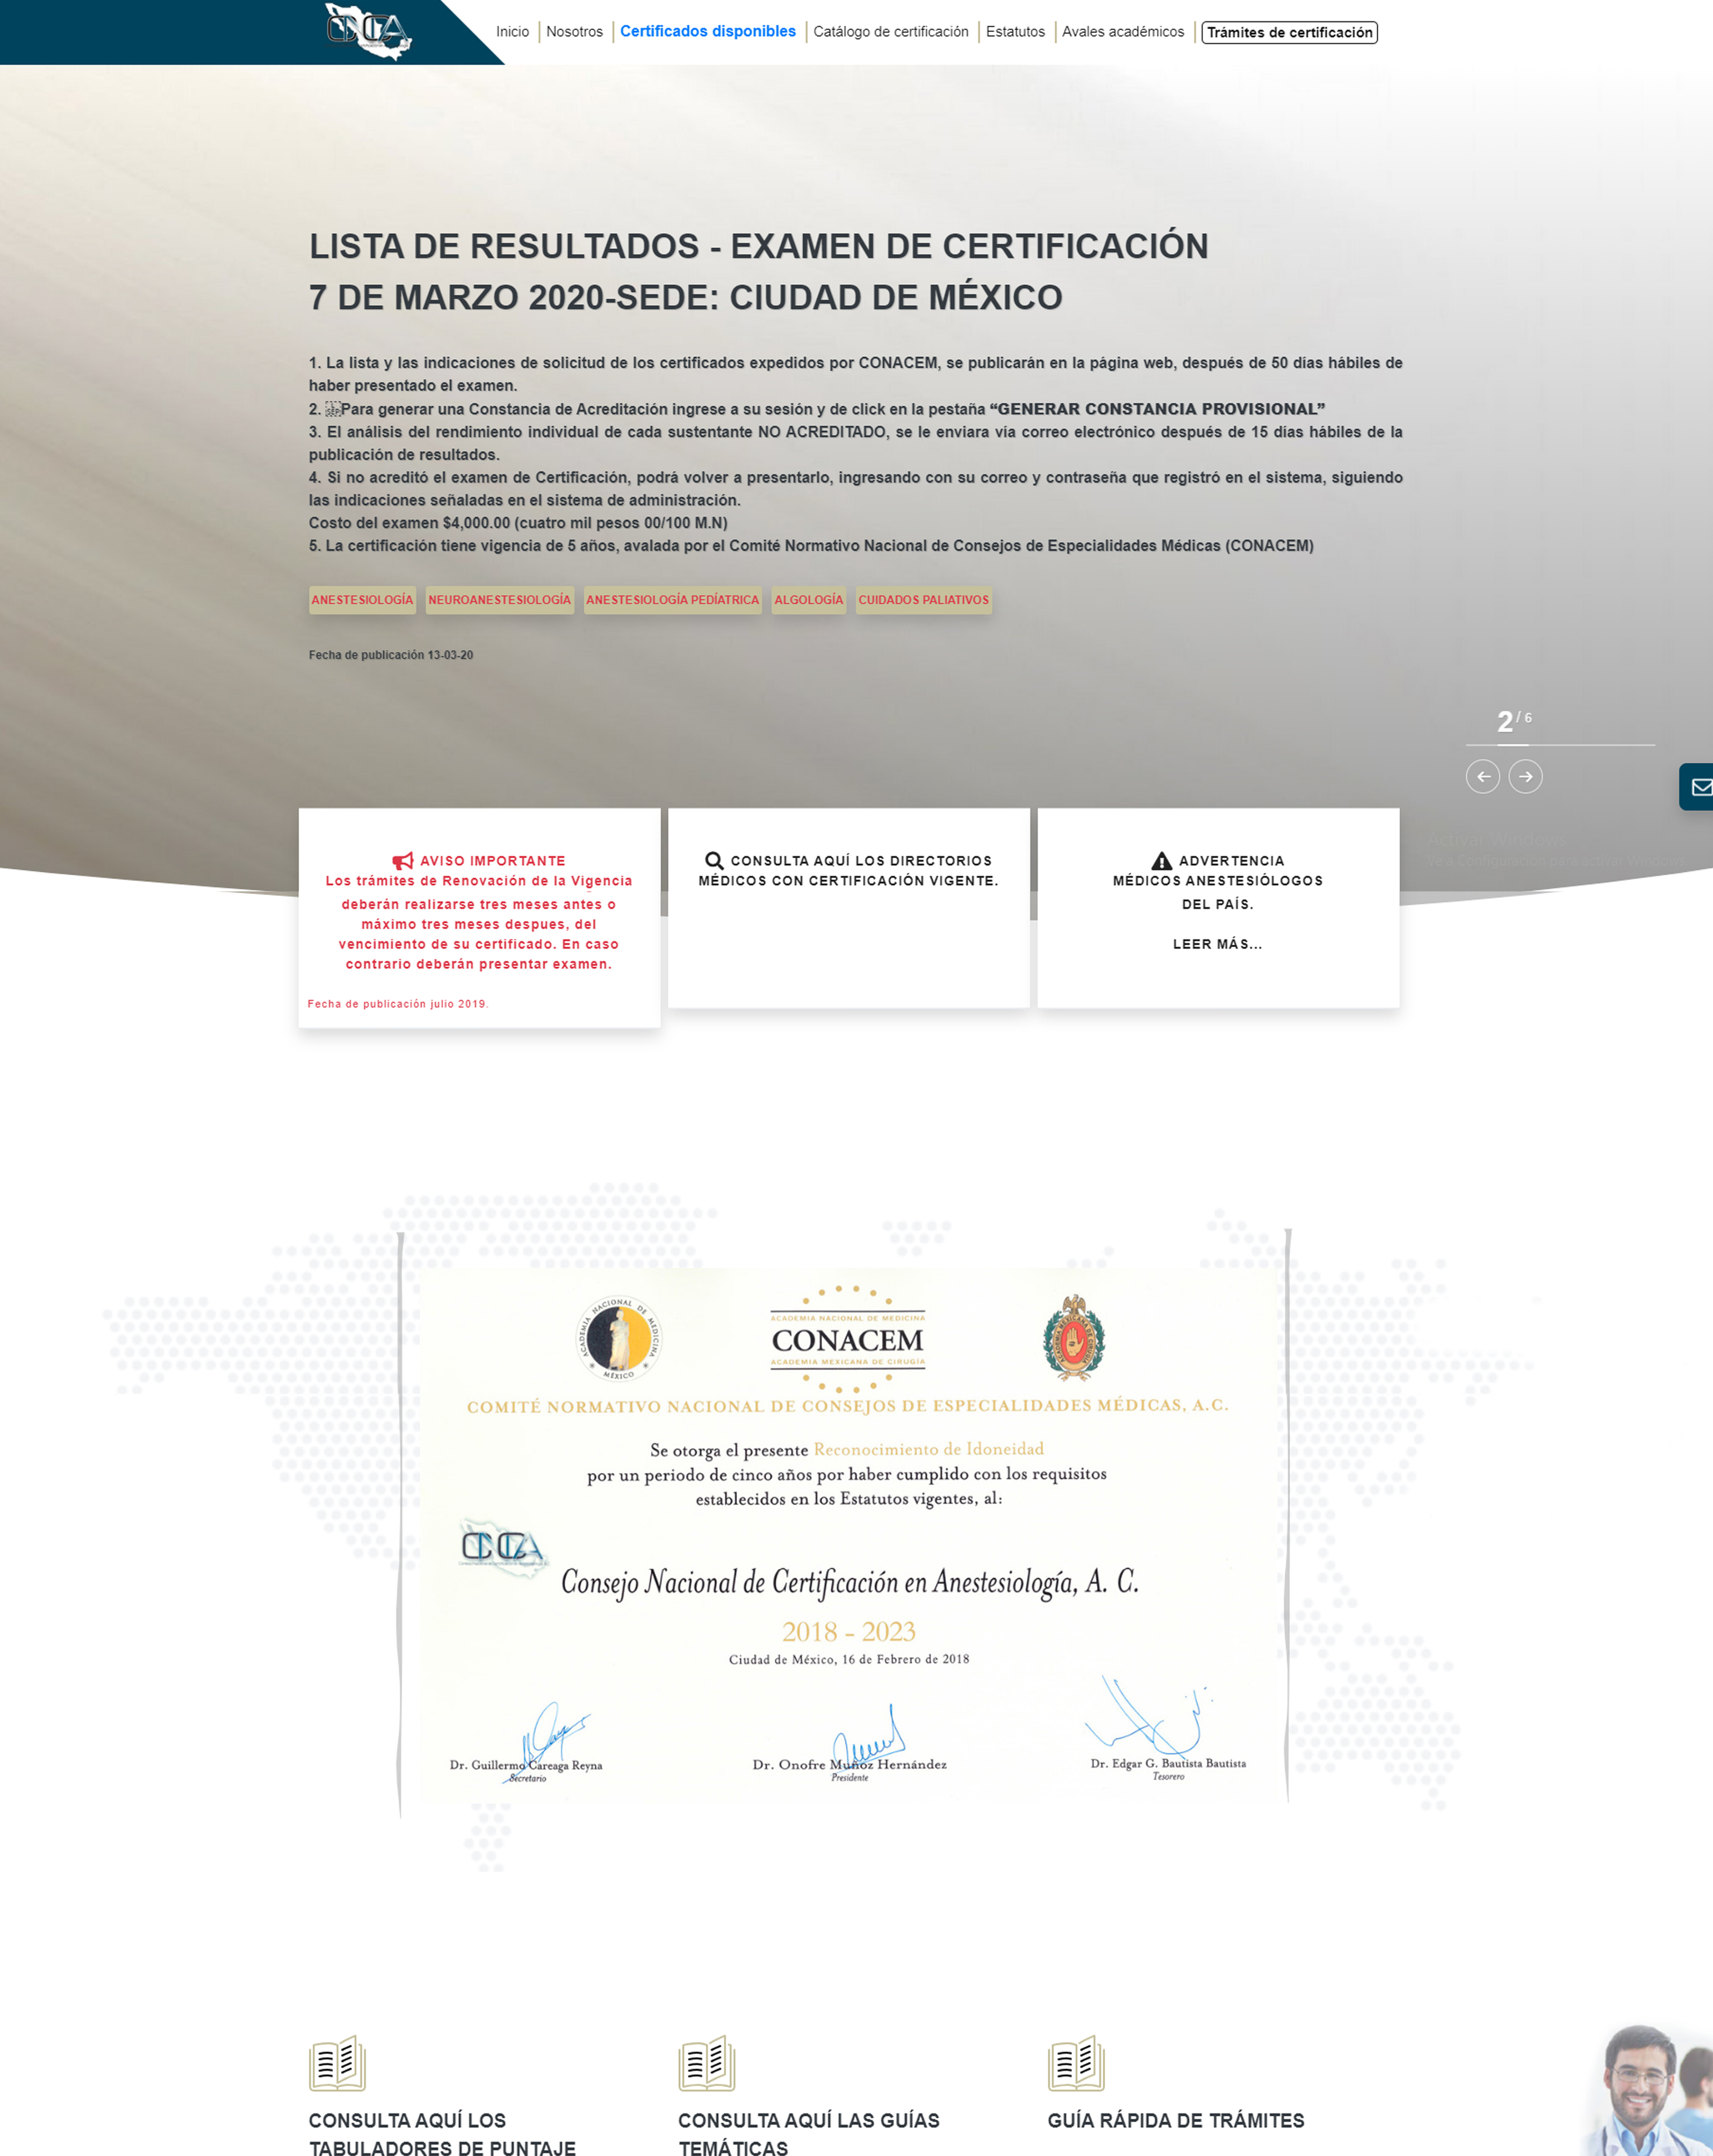 CNCA
Inicio
Nosotros
Certificados disponibles
Catálogo de certificación
Estatutos
Avales académicos
Trámites de certificación
LISTA DE RESULTADOS - EXAMEN DE CERTIFICACIÓN
7 DE MARZO 2020-SEDE: CIUDAD DE MÉXICO
1. La lista y las indicaciones de solicitud de los certificados expedidos por CONACEM, se publicarán en la página web, después de 50 días hábiles de
haber presentado el examen.
2. Para generar una Constancia de Acreditación ingrese a su sesión y de click en la pestaña “GENERAR CONSTANCIA PROVISIONAL”
3. El análisis del rendimiento individual de cada sustentante NO ACREDITADO, se le enviara vía correo electrónico después de 15 días hábiles de la
publicación de resultados.
4. Si no acreditó el examen de Certificación, podrá volver a presentarlo, ingresando con su correo y contraseña que registró en el sistema, siguiendo
las indicaciones señaladas en el sistema de administración.
Costo del examen $4,000.00 (cuatro mil pesos 00/100 M.N)
5. La certificación tiene vigencia de 5 años, avalada por el Comité Normativo Nacional de Consejos de Especialidades Médicas (CONACEM)
ANESTESIOLOGÍA
NEUROANESTESIOLOGÍA
ANESTESIOLOGÍA PEDÍATRICA
ALGOLOGÍA
CUIDADOS PALIATIVOS
Fecha de publicación 13-03-20
2 / 6
Activar Windows
Ve a Configuración para activar Windows.
AVISO IMPORTANTE
Los trámites de Renovación de la Vigencia
deberán realizarse tres meses antes o
máximo tres meses despues, del
vencimiento de su certificado. En caso
contrario deberán presentar examen.
Fecha de publicación julio 2019.
CONSULTA AQUÍ LOS DIRECTORIOS
MÉDICOS CON CERTIFICACIÓN VIGENTE.
ADVERTENCIA
MÉDICOS ANESTESIÓLOGOS
DEL PAÍS.
LEER MÁS...
ACADEMIA NACIONAL DE MEDICINA
MÉXICO
ACADEMIA NACIONAL DE MEDICINA
CONACEM
ACADEMIA MEXICANA DE CIRUGÍA
COMITÉ NORMATIVO NACIONAL DE CONSEJOS DE ESPECIALIDADES MÉDICAS, A.C.
Se otorga el presente Reconocimiento de Idoneidad
por un periodo de cinco años por haber cumplido con los requisitos
establecidos en los Estatutos vigentes, al:
CNCA
Consejo Nacional de Certificación en Anestesiología, A. C.
2018 - 2023
Ciudad de México, 16 de Febrero de 2018
Dr. Guillermo Careaga Reyna
Secretario
Dr. Onofre Muñoz Hernández
Presidente
Dr. Edgar G. Bautista Bautista
Tesorero
CONSULTA AQUÍ LOS
TABULADORES DE PUNTAJE
CONSULTA AQUÍ LAS GUÍAS
TEMÁTICAS
GUÍA RÁPIDA DE TRÁMITES